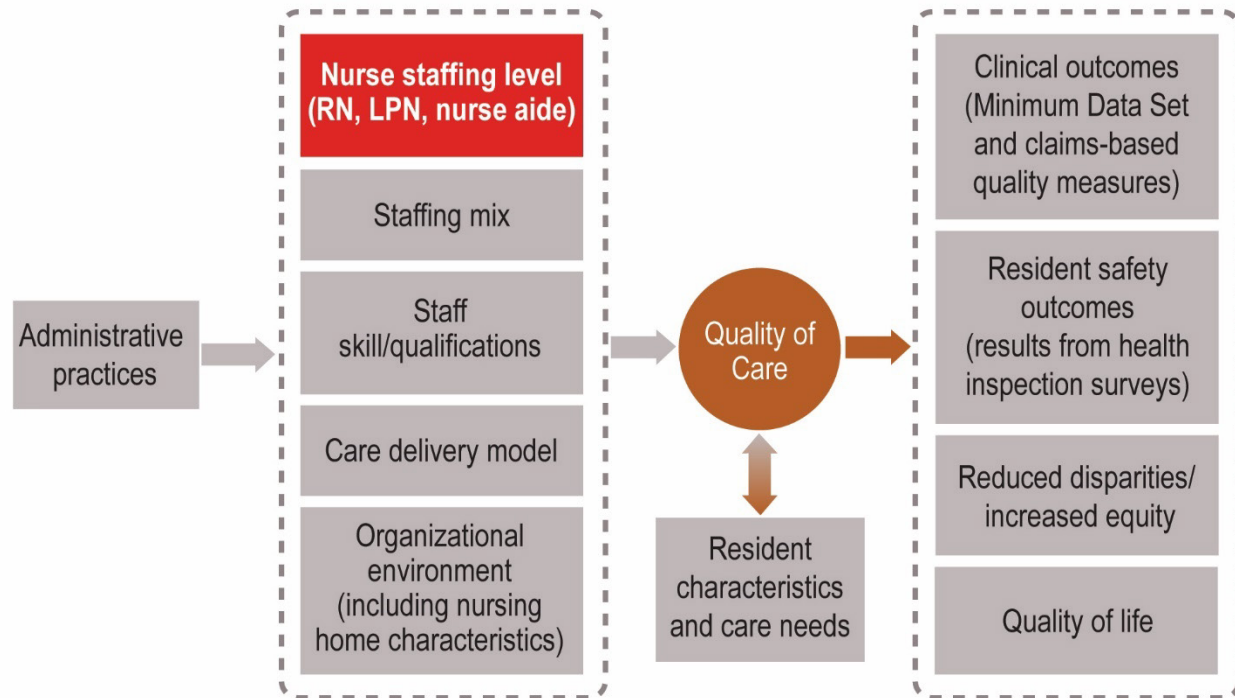 Administrative
practices
Nurse staffing level
(RN, LPN, nurse aide)
Staffing mix
Staff
skill/qualifications
Care delivery model
Organizational
environment
(including nursing
home characteristics)
Quality of
Care
Resident
characteristics
and care needs
Clinical outcomes
(Minimum Data Set
and claims-based
quality measures)
Resident safety
outcomes
(results from health
inspection surveys)
Reduced disparities/
increased equity
Quality of life